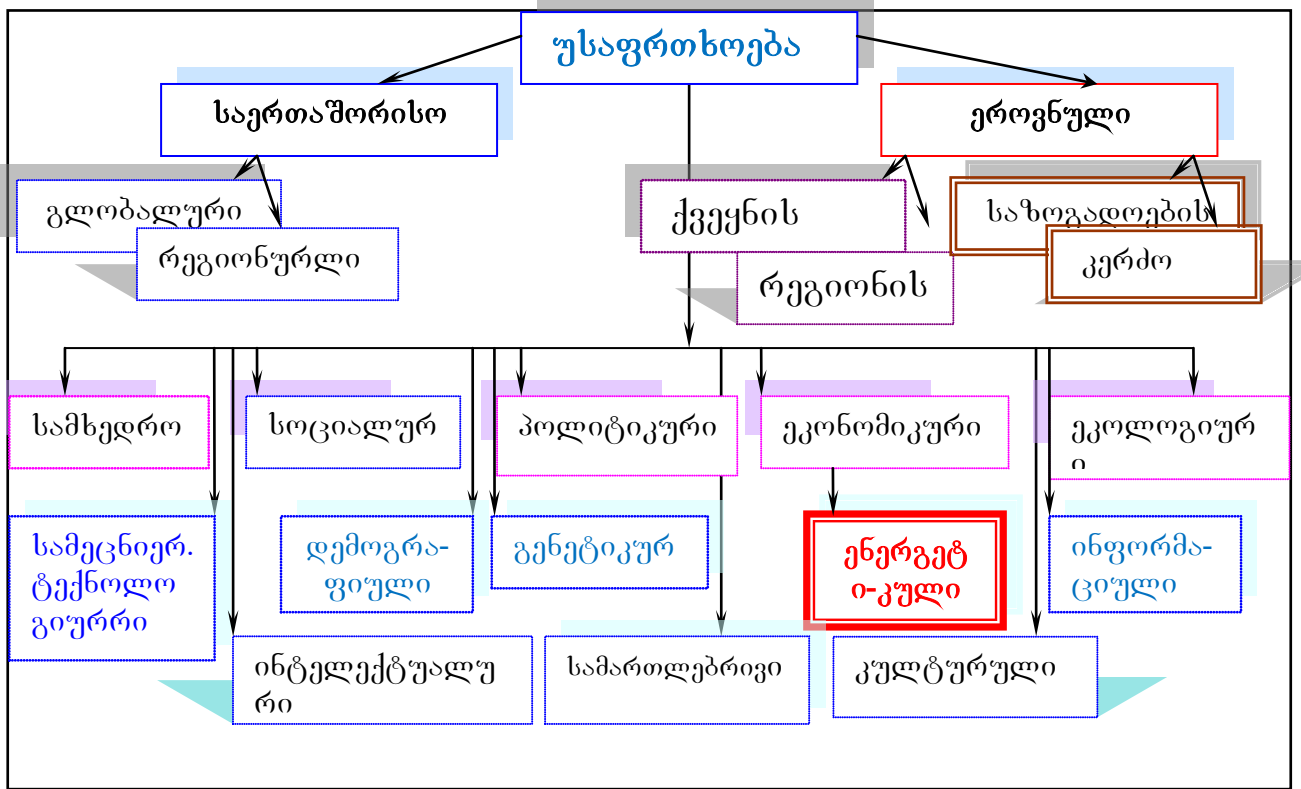 უსაფრთხოება
საერთაშორისო
ეროვნული
გლობალური
რეგიონურლი
ქვეყნის
რეგიონის
საზოგადოების
კერძო
სამხედრო
სოციალურ
პოლიტიკური
ეკონომიკური
ეკოლოგიურ
ი
სამეცნიერ.
ტექნოლო
გიურრი
დემოგრა-
ფიული
გენეტიკურ
ენერგეტ
ი-კული
ინფორმა-
ციული
ინტელექტუალუ
რი
სამართლებრივი
კულტურული